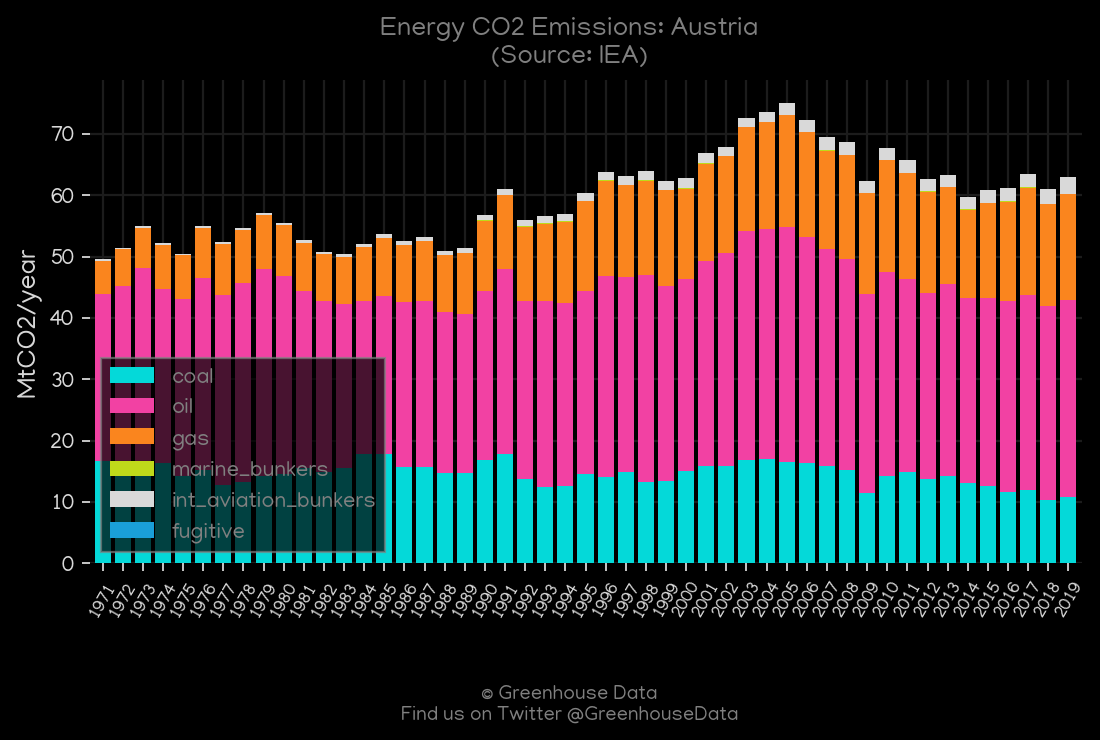 Energy CO2 Emissions: Austria
(Source: IEA)
MtCO2/year
70
60
50
40
30
20
10
0
coal
oil
gas
marine_bunkers
int_aviation_bunkers
fugitive
1971 1972 1973 1974 1975 1976 1977 1978 1979 1980 1981 1982 1983 1984 1985 1986 1987 1988 1989 1990 1991 1992 1993 1994 1995 1996 1997 1998 1999 2000 2001 2002 2003 2004 2005 2006 2007 2008 2009 2010 2011 2012 2013 2014 2015 2016 2017 2018 2019
© Greenhouse Data
Find us on Twitter @GreenhouseData